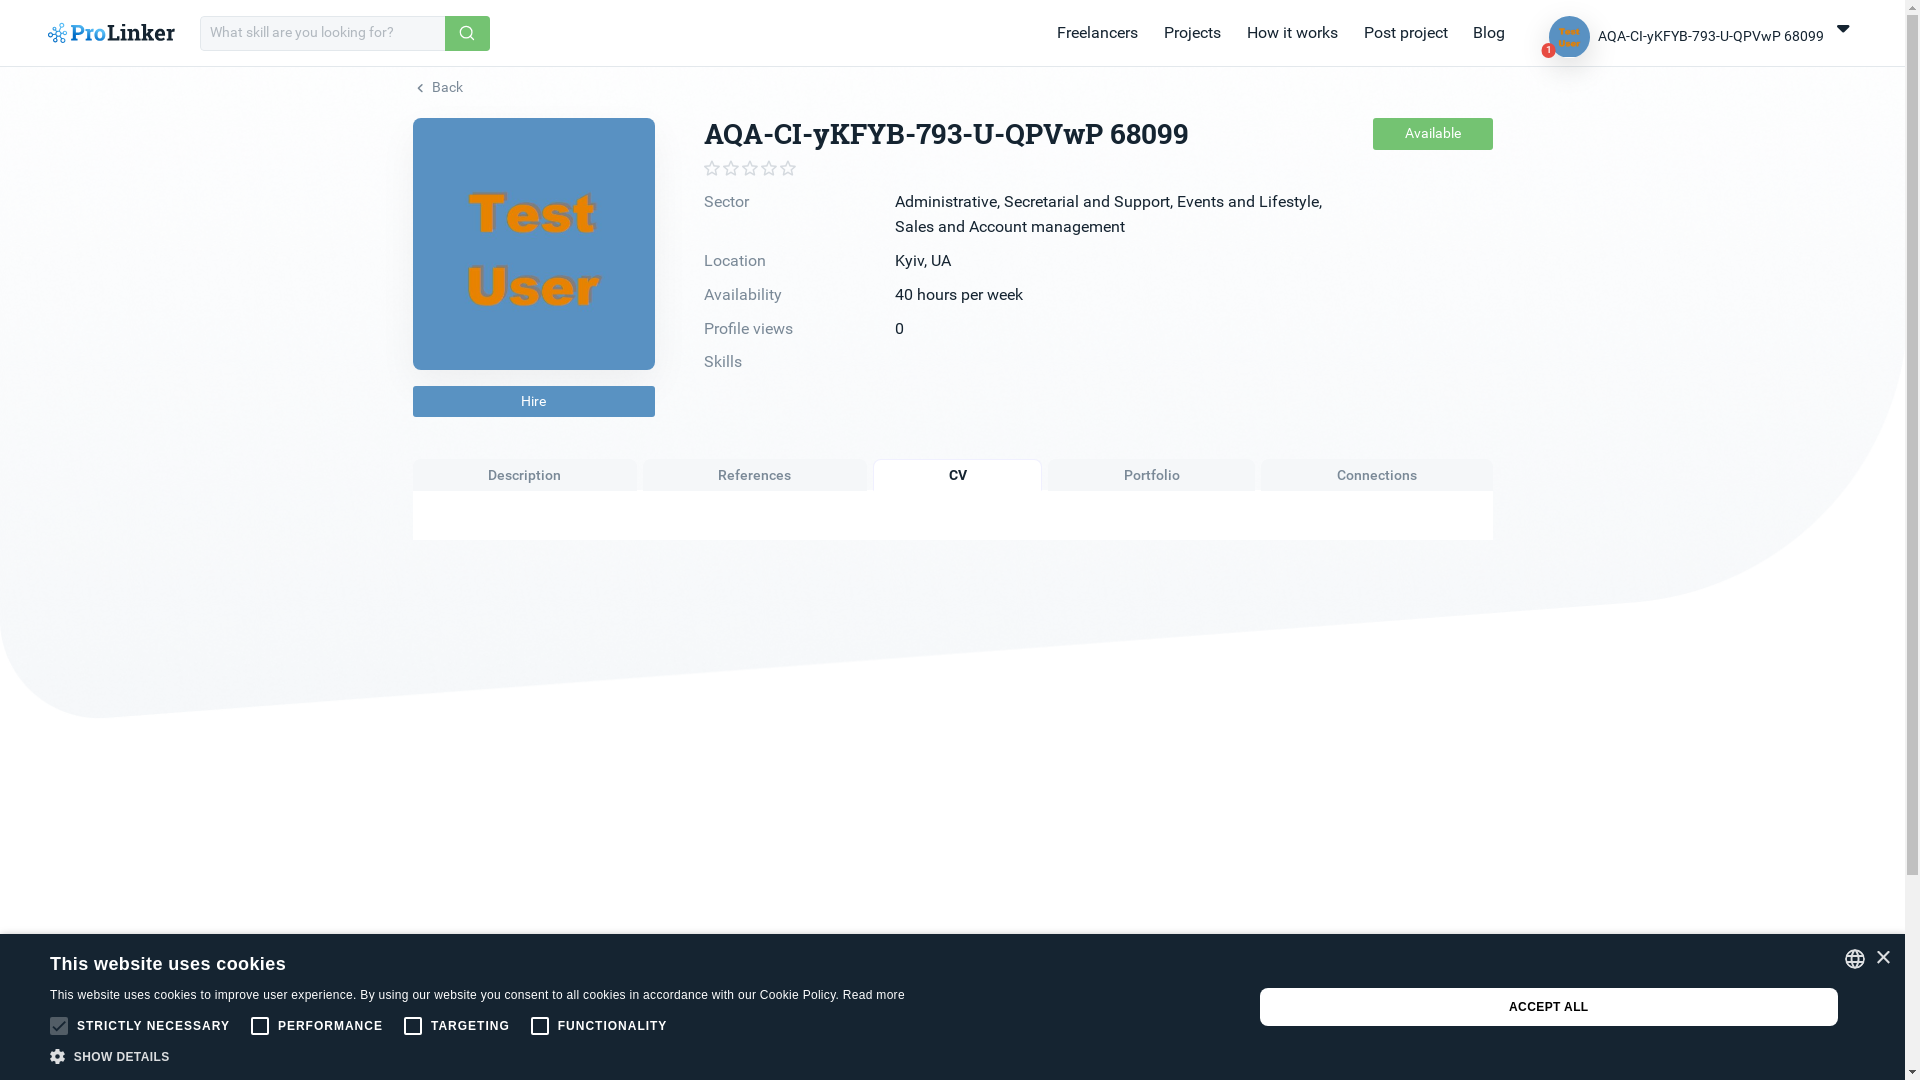 ProLinker
What skill are you looking for?
Freelancers
Projects
How it works
Post project
Blog
Test
User
1
AQA-CI-yKFYB-793-U-QPVwP 68099
Back
Test
User
AQA-CI-yKFYB-793-U-QPVwP 68099
Available
Sector
Administrative, Secretarial and Support, Events and Lifestyle,
Sales and Account management
Location
Kyiv, UA
Availability
40 hours per week
Profile views
0
Skills
Hire
Description
References
CV
Portfolio
Connections
This website uses cookies
This website uses cookies to improve user experience. By using our website you consent to all cookies in accordance with our Cookie Policy. Read more
STRICTLY NECESSARY
PERFORMANCE
TARGETING
FUNCTIONALITY
SHOW DETAILS
ACCEPT ALL